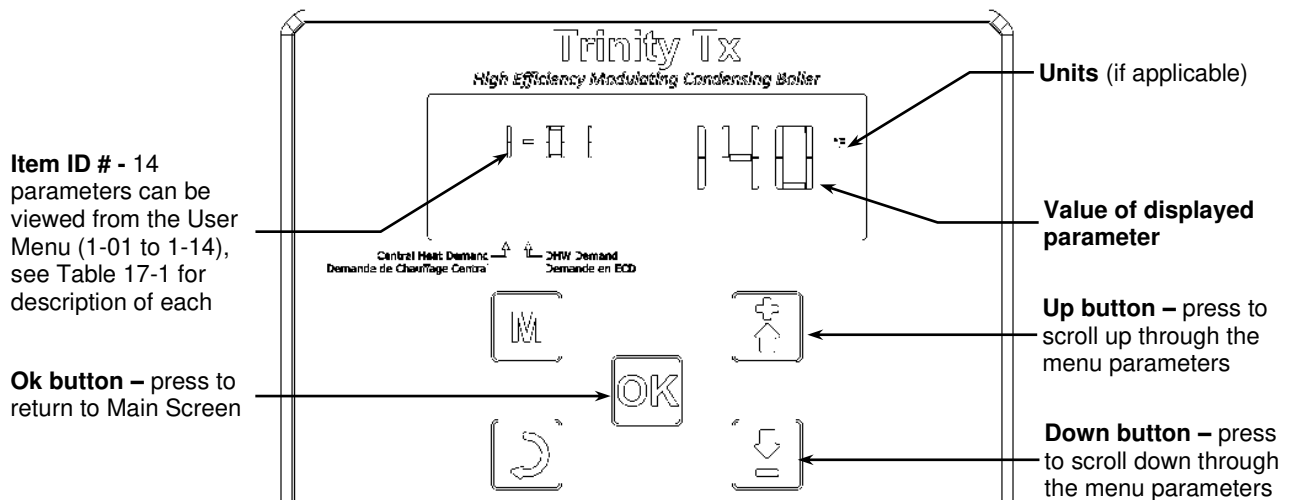 Trinity Tx
High Efficiency Modulating Condensing Boiler
1-01
140 °F
Units (if applicable)
Item ID # - 14
parameters can be
viewed from the User
Menu (1-01 to 1-14),
see Table 17-1 for
description of each
Value of displayed
parameter
Central Heat Demand
Demande de Chauffage Central
DHW Demand
Demande en ECD
M
Up button – press to
scroll up through the
menu parameters
Ok button – press to
return to Main Screen
OK
Down button – press
to scroll down through
the menu parameters